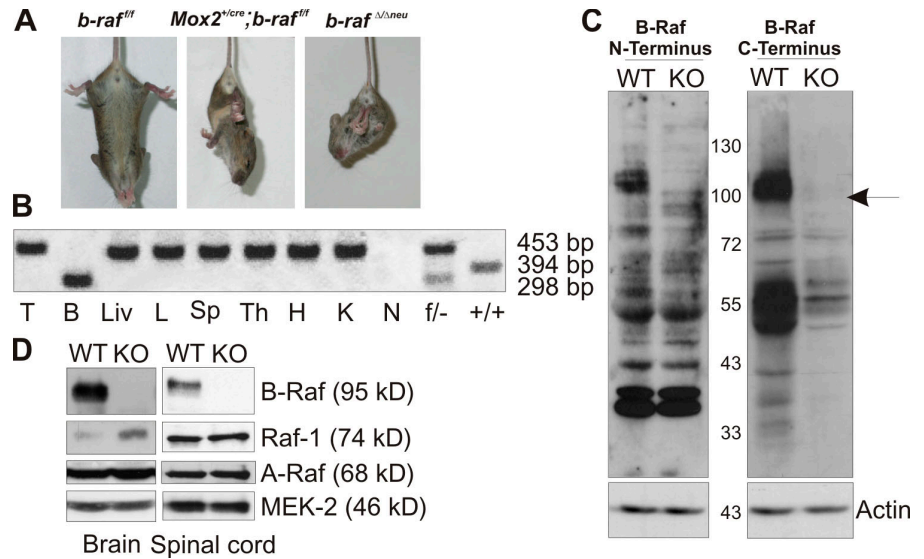 A
b-raf f/f
Mox2 +/cre; b-raf f/f
b-raf Δ/Δneu
B
453 bp
394 bp
298 bp
T B Liv L Sp Th H K N f/- +/+
C
B-Raf N-Terminus
B-Raf C-Terminus
WT KO
WT KO
130
100
72
55
43
33
43
Actin
D
WT KO
WT KO
B-Raf (95 kD)
Raf-1 (74 kD)
A-Raf (68 kD)
MEK-2 (46 kD)
Brain
Spinal cord